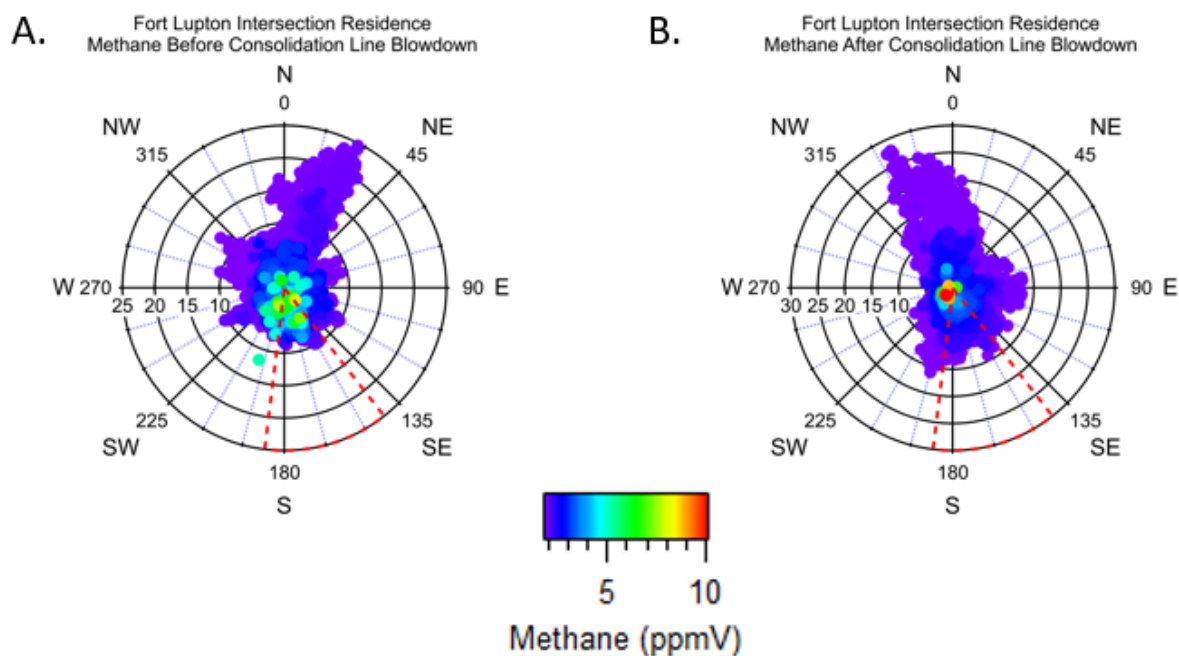 A.
Fort Lupton Intersection Residence
Methane Before Consolidation Line Blowdown
N
0
NW
NE
315
45
W 270
25 20 15 10
90 E
225
135
SW
SE
180
S
B.
Fort Lupton Intersection Residence
Methane After Consolidation Line Blowdown
N
0
NW
NE
315
45
W 270
30 25 20 15 10
90 E
225
135
SW
SE
180
S
5 10
Methane (ppmV)